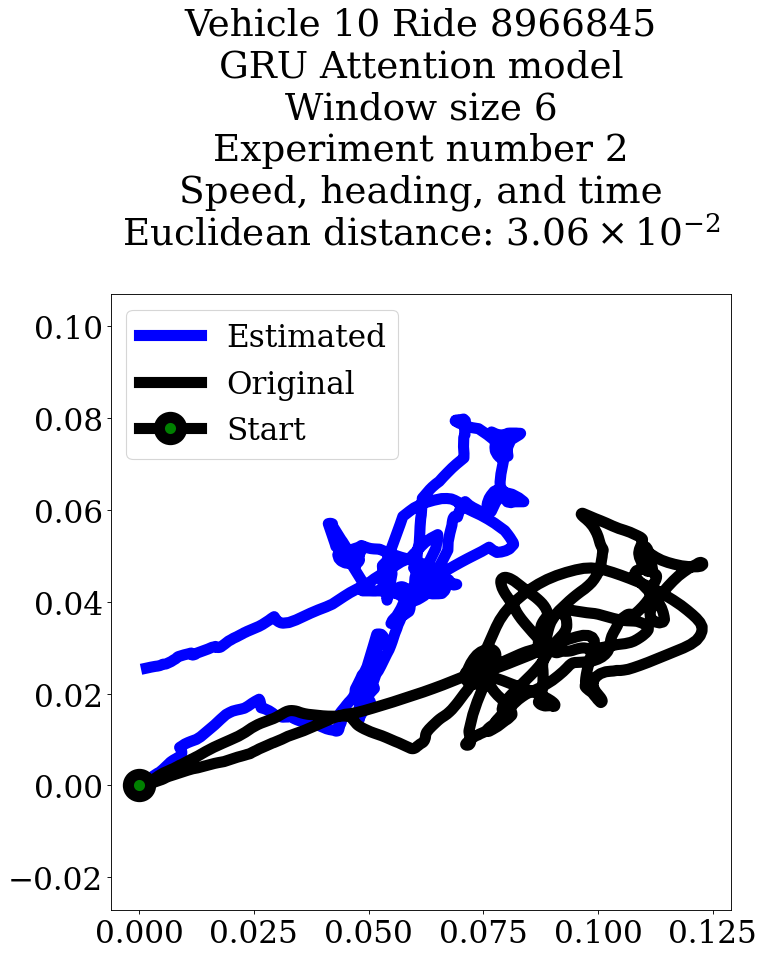 Vehicle 10 Ride 8966845
GRU Attention model
Window size 6
Experiment number 2
Speed, heading, and time
Euclidean distance: 3.06 × 10⁻²
Estimated
Original
Start
0.10
0.08
0.06
0.04
0.02
0.00
−0.02
0.000 0.025 0.050 0.075 0.100 0.125